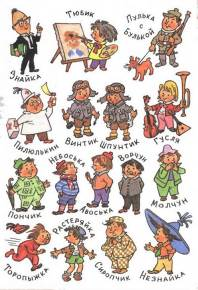 ЗНАЙКА
ТЮБИК
ПУЛЬКА С БУЛЬКОЙ
ПИЛЮЛЬКИН
ВИНТИК
ШПУНТИК
ГУСЛЯ
ПОНЧИК
НЕБОСЬКА
АВОСЬКА
ВОРЧУН
МОЛЧУН
ТОРОПЫЖКА
РАСТЕРЯЙКА
СИРОПЧИК
НЕЗНАЙКА